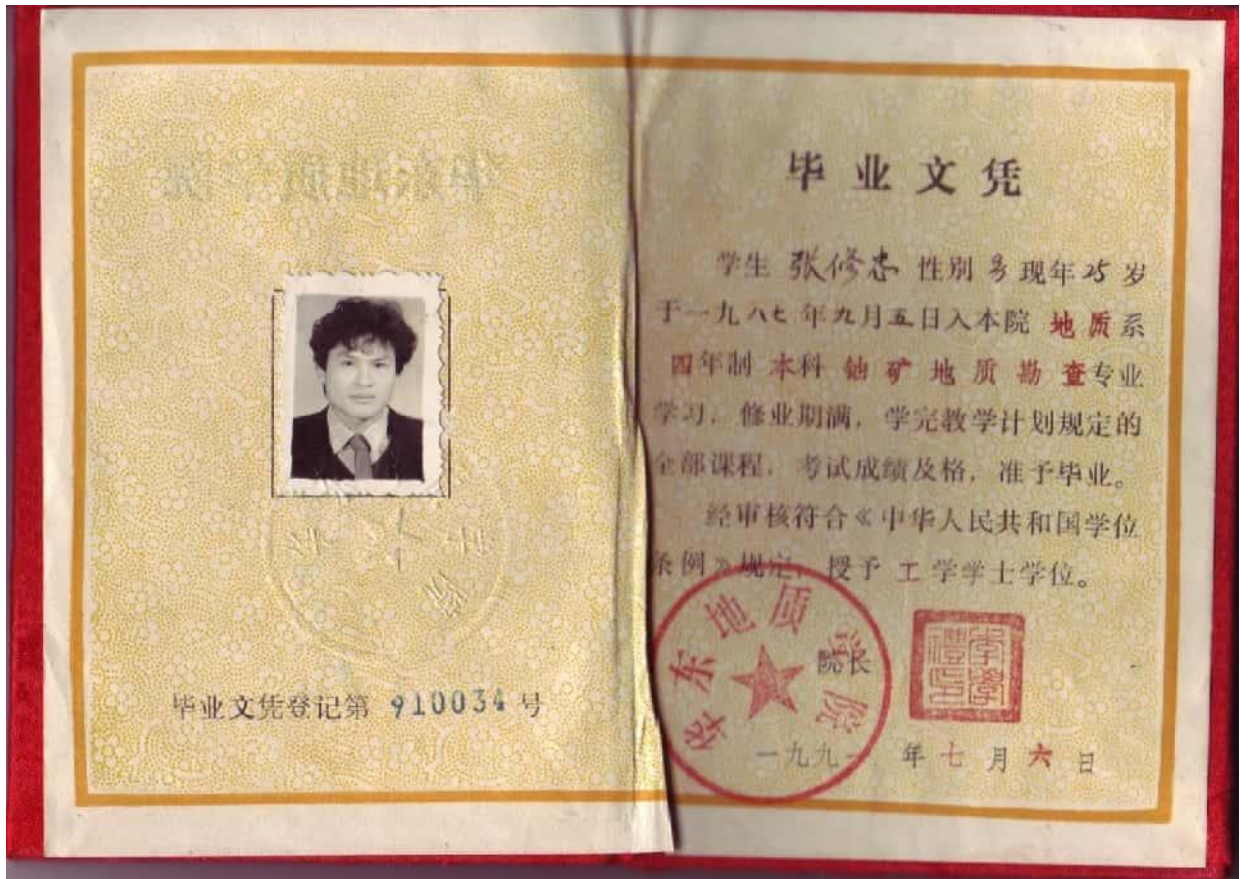 毕业文凭登记第 910034 号
毕业文凭
学生 张修忠 性别 男 现年 25 岁
于一九八七年九月五日入本院 地质系
四年制 本科 铀矿地质勘查专业
学习，修业期满，学完教学计划规定的
全部课程，考试成绩及格，准予毕业。
经审核符合《中华人民共和国学位
条例》规定，授予 工学学士学位。
华东地质学院
院长
一九九一年七月六日